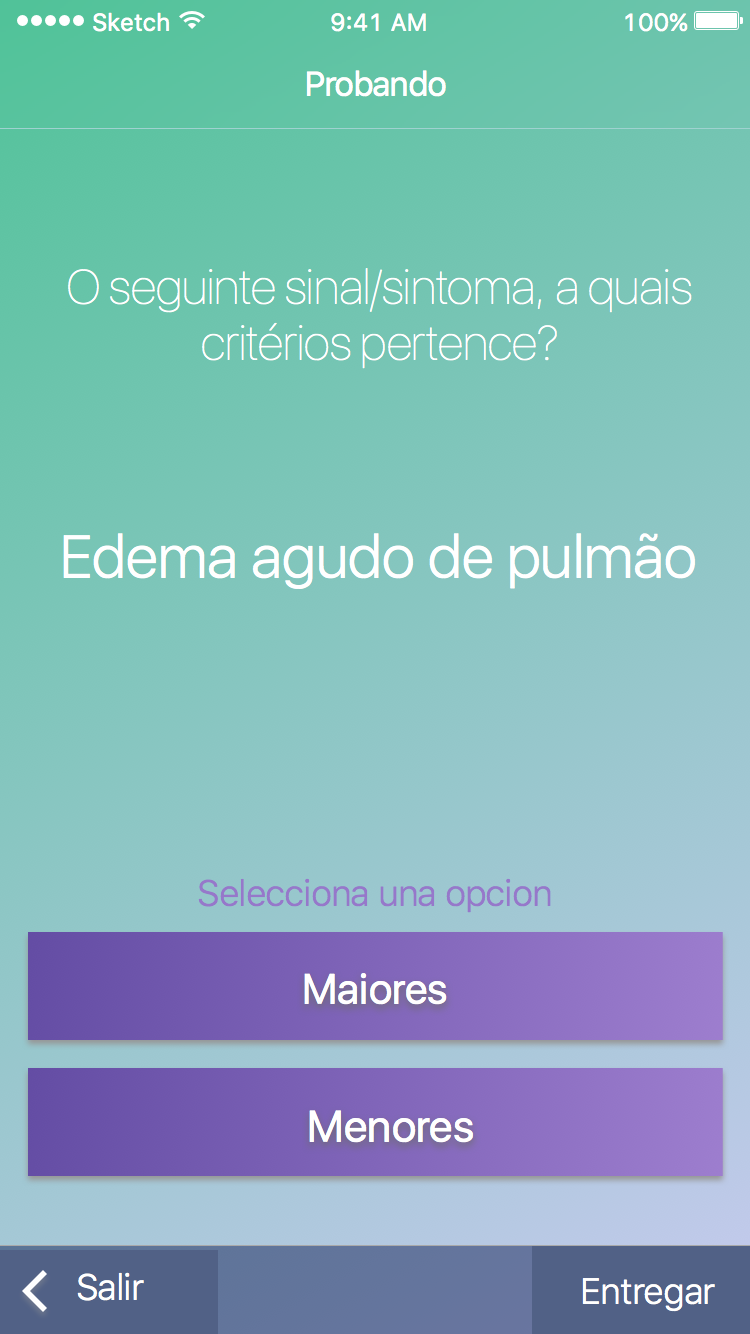 Sketch 9:41 AM 100%
Probando
O seguinte sinal/sintoma, a quais
critérios pertence?
Edema agudo de pulmão
Selecciona una opcion
Maiores
Menores
Salir Entregar